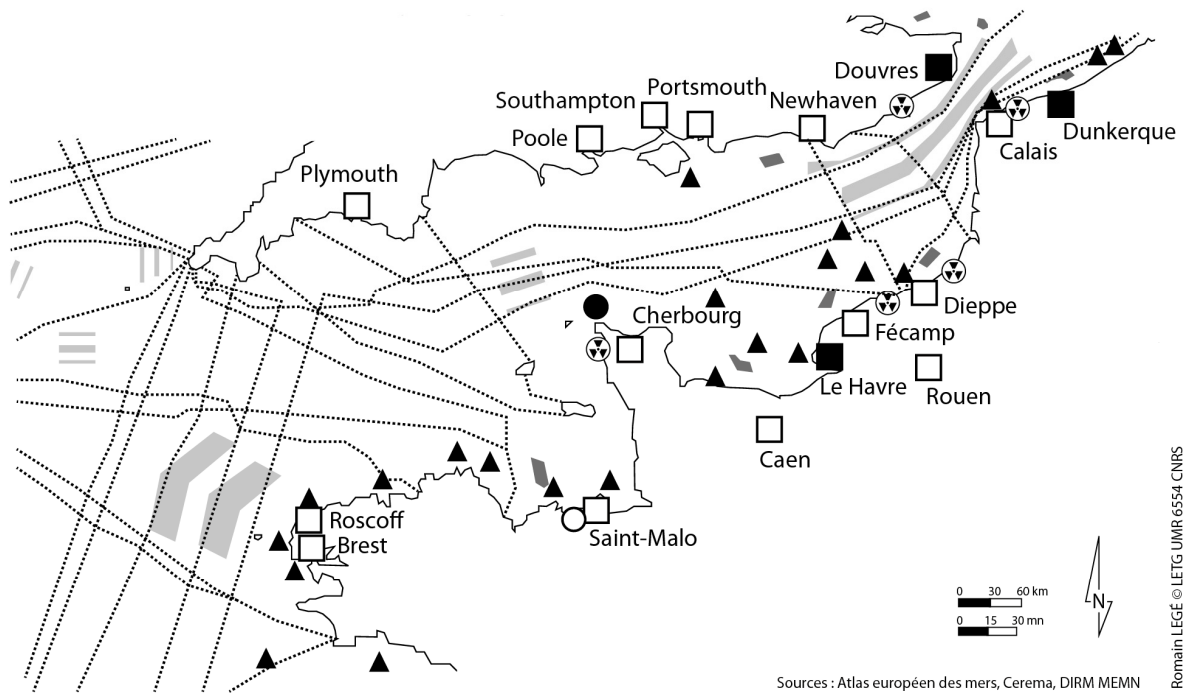 Douvres
Portsmouth
Southampton
Newhaven
Poole
Dunkerque
Calais
Plymouth
Dieppe
Cherbourg
Fécamp
Le Havre
Rouen
Caen
Roscoff
Saint-Malo
Brest
0 30 60 km
0 15 30 mn
N
Sources : Atlas européen des mers, Cerema, DIRM MEMN
Romain LEGÉ © LETG UMR 6554 CNRS